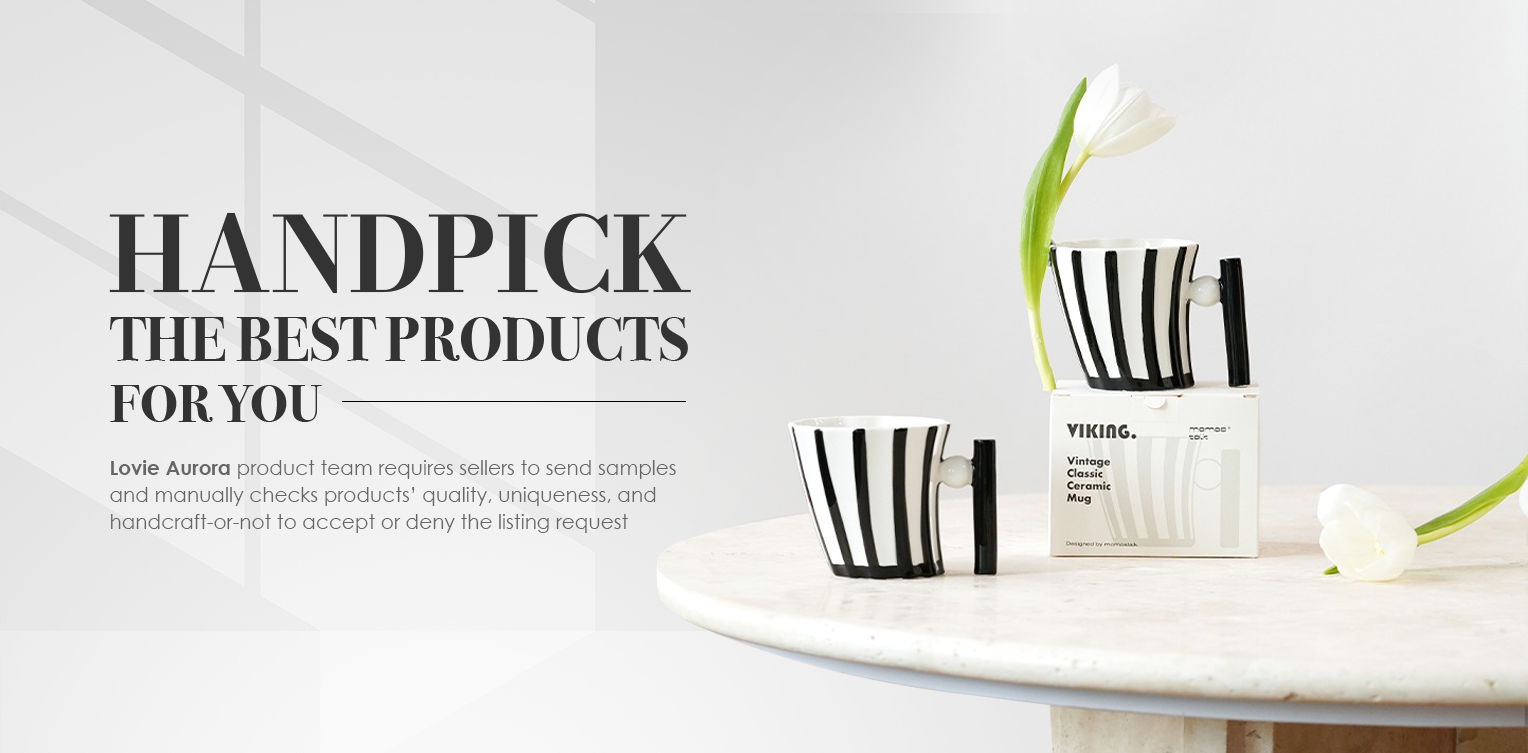 HANDPICK
THE BEST PRODUCTS
FOR YOU
Lovie Aurora product team requires sellers to send samples
and manually checks products’ quality, uniqueness, and
handcraft-or-not to accept or deny the listing request
VIKING.
Vintage
Classic
Ceramic
Mug